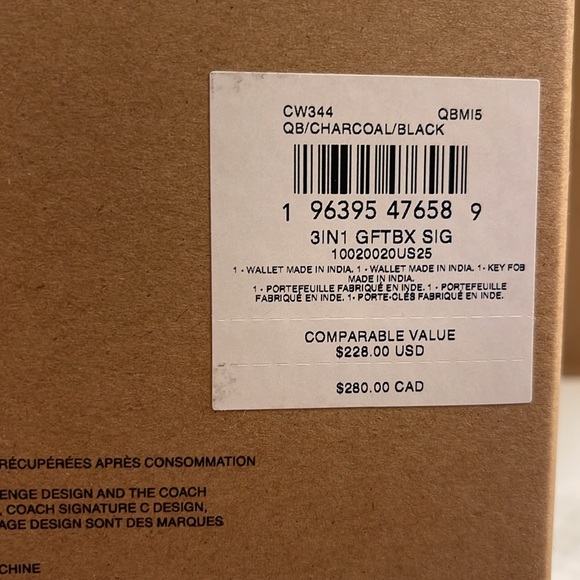 CW344 QBMI5
QB/CHARCOAL/BLACK
1 96395 47658 9
3IN1 GFTBX SIG
10020020US25
1 - WALLET MADE IN INDIA. 1 - WALLET MADE IN INDIA. 1 - KEY FOB
MADE IN INDIA.
1 - PORTEFEUILLE FABRIQUÉ EN INDE. 1 - PORTEFEUILLE
FABRIQUÉ EN INDE. 1 - PORTE-CLÉS FABRIQUÉ EN INDE.
COMPARABLE VALUE
$228.00 USD
$280.00 CAD
RÉCUPÉRÉES APRÈS CONSOMMATION
ENGE DESIGN AND THE COACH
, COACH SIGNATURE C DESIGN,
AGE DESIGN SONT DES MARQUES
CHINE